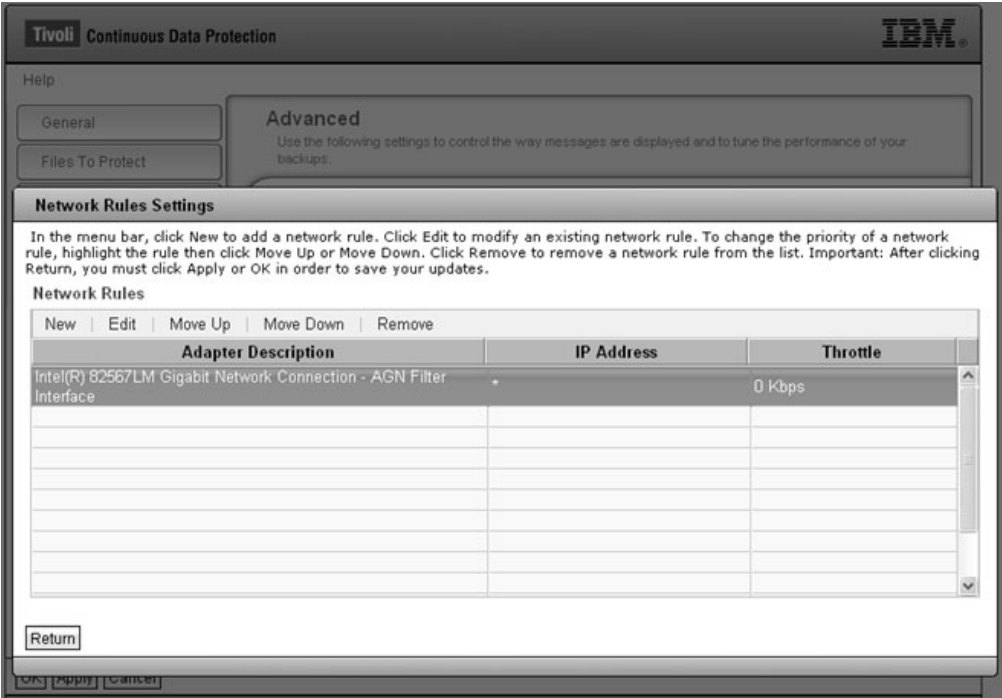 Tivoli Continuous Data Protection
IBM®
Help
General
Files To Protect
Advanced
Use the following settings to control the way messages are displayed and to tune the performance of your
backups.
Network Rules Settings
In the menu bar, click New to add a network rule. Click Edit to modify an existing network rule. To change the priority of a network
rule, highlight the rule then click Move Up or Move Down. Click Remove to remove a network rule from the list. Important: After clicking
Return, you must click Apply or OK in order to save your updates.
Network Rules
New | Edit | Move Up | Move Down | Remove
Adapter Description IP Address Throttle
Intel(R) 82567LM Gigabit Network Connection - AGN Filter
Interface * 0 Kbps
Return
OK Apply Cancel